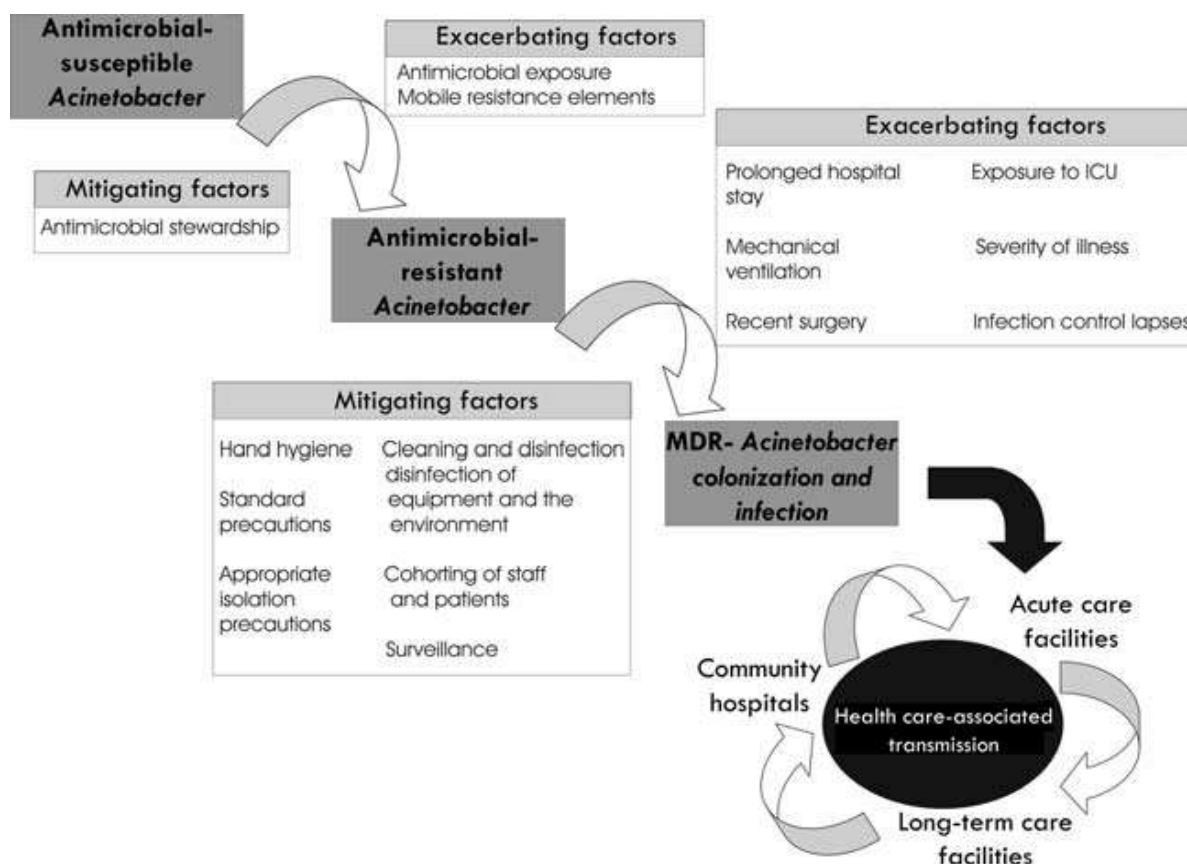 Antimicrobial-
susceptible
Acinetobacter
Exacerbating factors
Antimicrobial exposure
Mobile resistance elements
Mitigating factors
Antimicrobial stewardship
Antimicrobial-
resistant
Acinetobacter
Exacerbating factors
Prolonged hospital
stay
Mechanical
ventilation
Recent surgery
Exposure to ICU
Severity of illness
Infection control lapses
Mitigating factors
Hand hygiene
Standard
precautions
Appropriate
isolation
precautions
Cleaning and disinfection
disinfection of
equipment and the
environment
Cohorting of staff
and patients
Surveillance
MDR- Acinetobacter
colonization and
infection
Acute care
facilities
Community
hospitals
Health care-associated
transmission
Long-term care
facilities